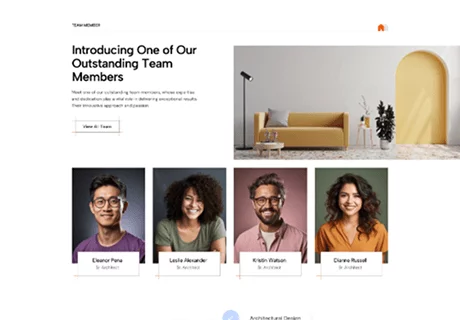 TEAM MEMBER
Introducing One of Our
Outstanding Team
Members
Meet one of our outstanding team members, whose expertise
and dedication play a vital role in delivering exceptional results.
Their innovative approach and passion.
View All Team
Eleanor Pena
Sr. Architect
Leslie Alexander
Sr. Architect
Kristin Watson
Sr. Architect
Dianne Russell
Sr. Architect
Architectural Design